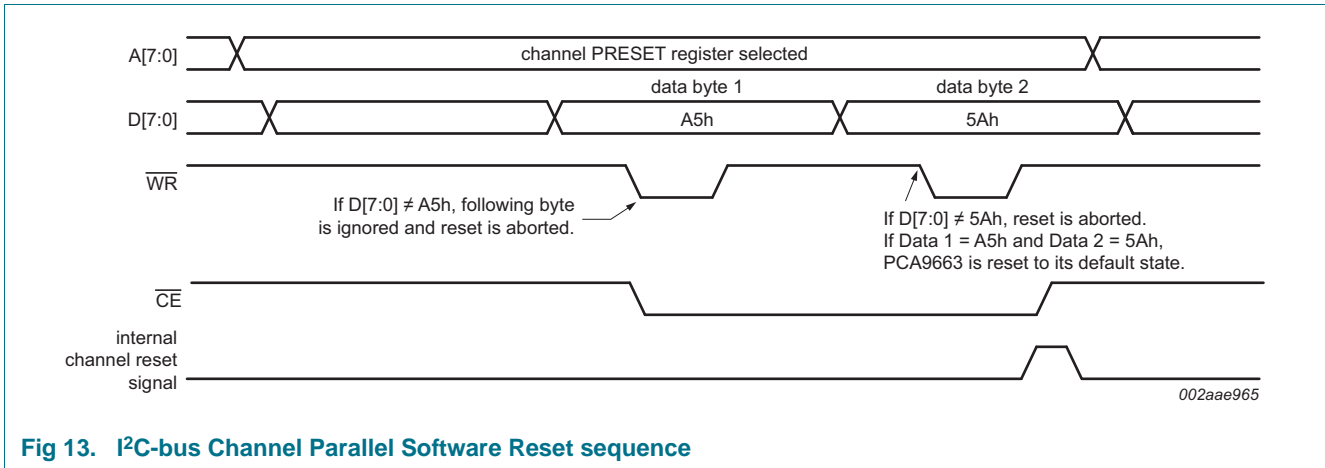 A[7:0]
channel PRESET register selected
data byte 1
data byte 2
D[7:0]
A5h
5Ah
WR
If D[7:0] ≠ A5h, following byte
is ignored and reset is aborted.
If D[7:0] ≠ 5Ah, reset is aborted.
If Data 1 = A5h and Data 2 = 5Ah,
PCA9663 is reset to its default state.
CE
internal
channel reset
signal
002aae965
Fig 13. I²C-bus Channel Parallel Software Reset sequence